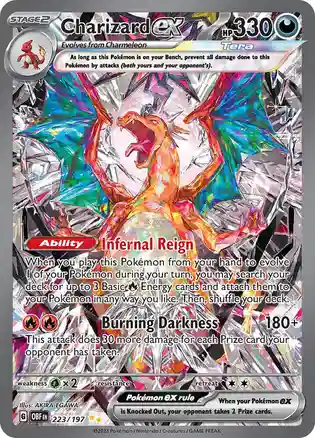 STAGE2 Charizard ex HP 330
Evolves from Charmeleon Tera
As long as this Pokémon is on your Bench, prevent all damage done to
this Pokémon by attacks (both yours and your opponent's).
Ability Infernal Reign
When you play this Pokémon from your hand to evolve
1 of your Pokémon during your turn, you may search your
deck for up to 3 Basic Energy cards and attach them to
your Pokémon in any way you like. Then, shuffle your deck.
Burning Darkness 180+
This attack does 30 more damage for each Prize card your
opponent has taken.
weakness ×2 resistance retreat
Illus. AKIRA EGAWA Pokémon ex rule
When your Pokémon ex
is Knocked Out, your opponent takes 2 Prize cards.
OBF EN 223/197
©2023 Pokémon / Nintendo / Creatures / GAME FREAK